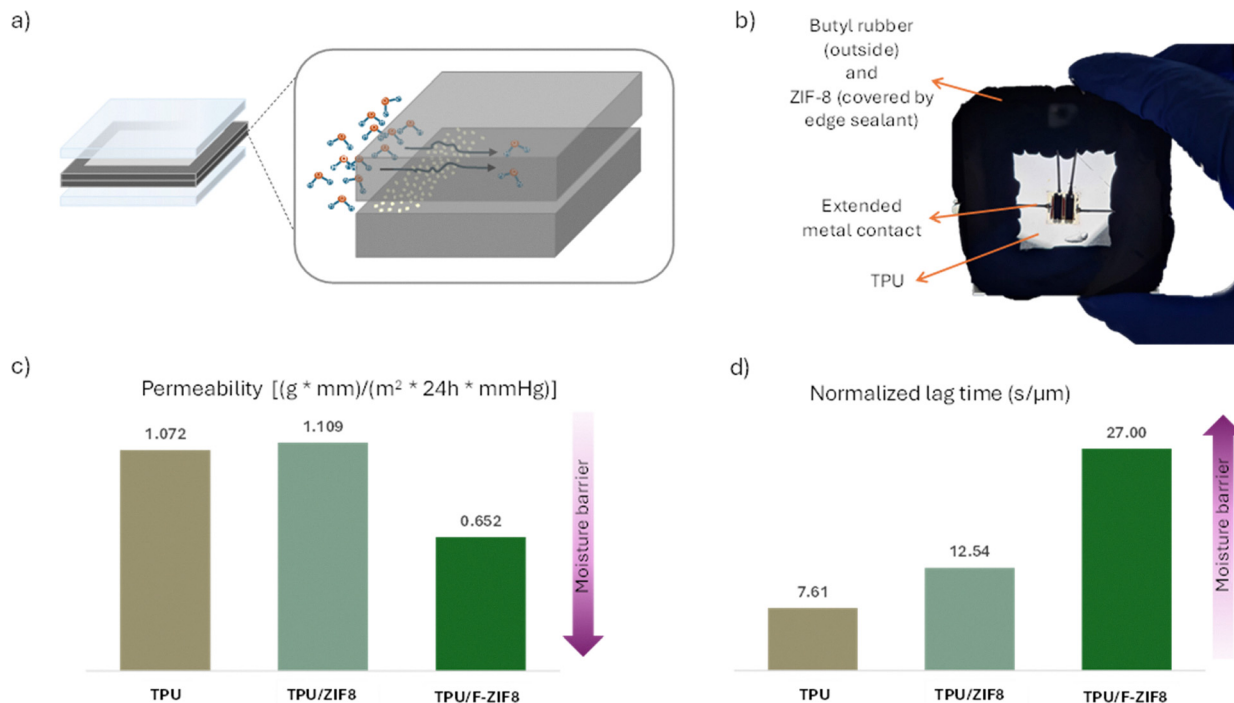 a)
b)
Butyl rubber
(outside)
and
ZIF-8 (covered by
edge sealant)
Extended
metal contact
TPU
c)
Permeability [(g * mm)/(m² * 24h * mmHg)]
1.072
1.109
0.652
Moisture barrier
TPU
TPU/ZIF8
TPU/F-ZIF8
d)
Normalized lag time (s/µm)
7.61
12.54
27.00
Moisture barrier
TPU
TPU/ZIF8
TPU/F-ZIF8